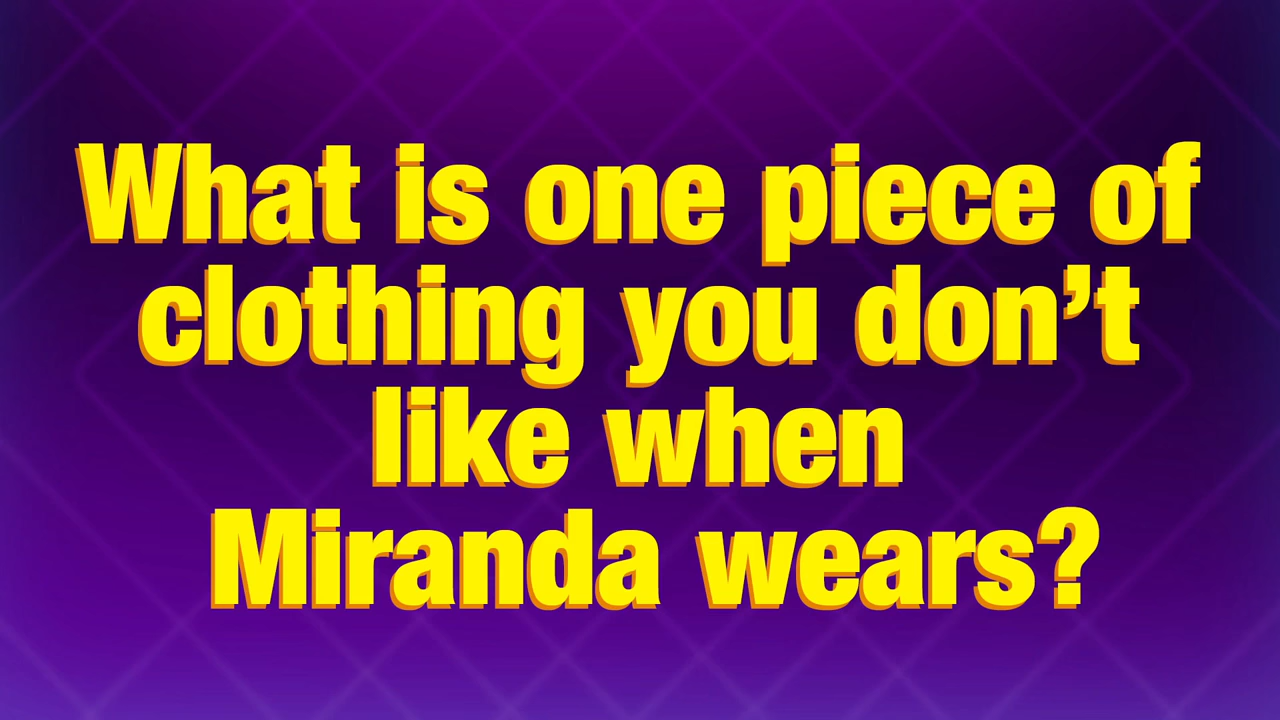 What is one piece of
clothing you don’t
like when
Miranda wears?